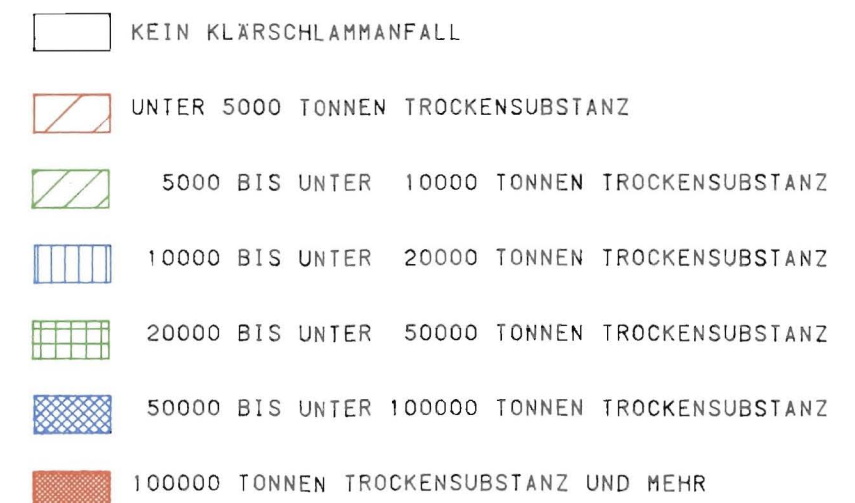 KEIN KLÄRSCHLAMMANFALL
UNTER 5000 TONNEN TROCKENSUBSTANZ
5000 BIS UNTER 10000 TONNEN TROCKENSUBSTANZ
10000 BIS UNTER 20000 TONNEN TROCKENSUBSTANZ
20000 BIS UNTER 50000 TONNEN TROCKENSUBSTANZ
50000 BIS UNTER 100000 TONNEN TROCKENSUBSTANZ
100000 TONNEN TROCKENSUBSTANZ UND MEHR